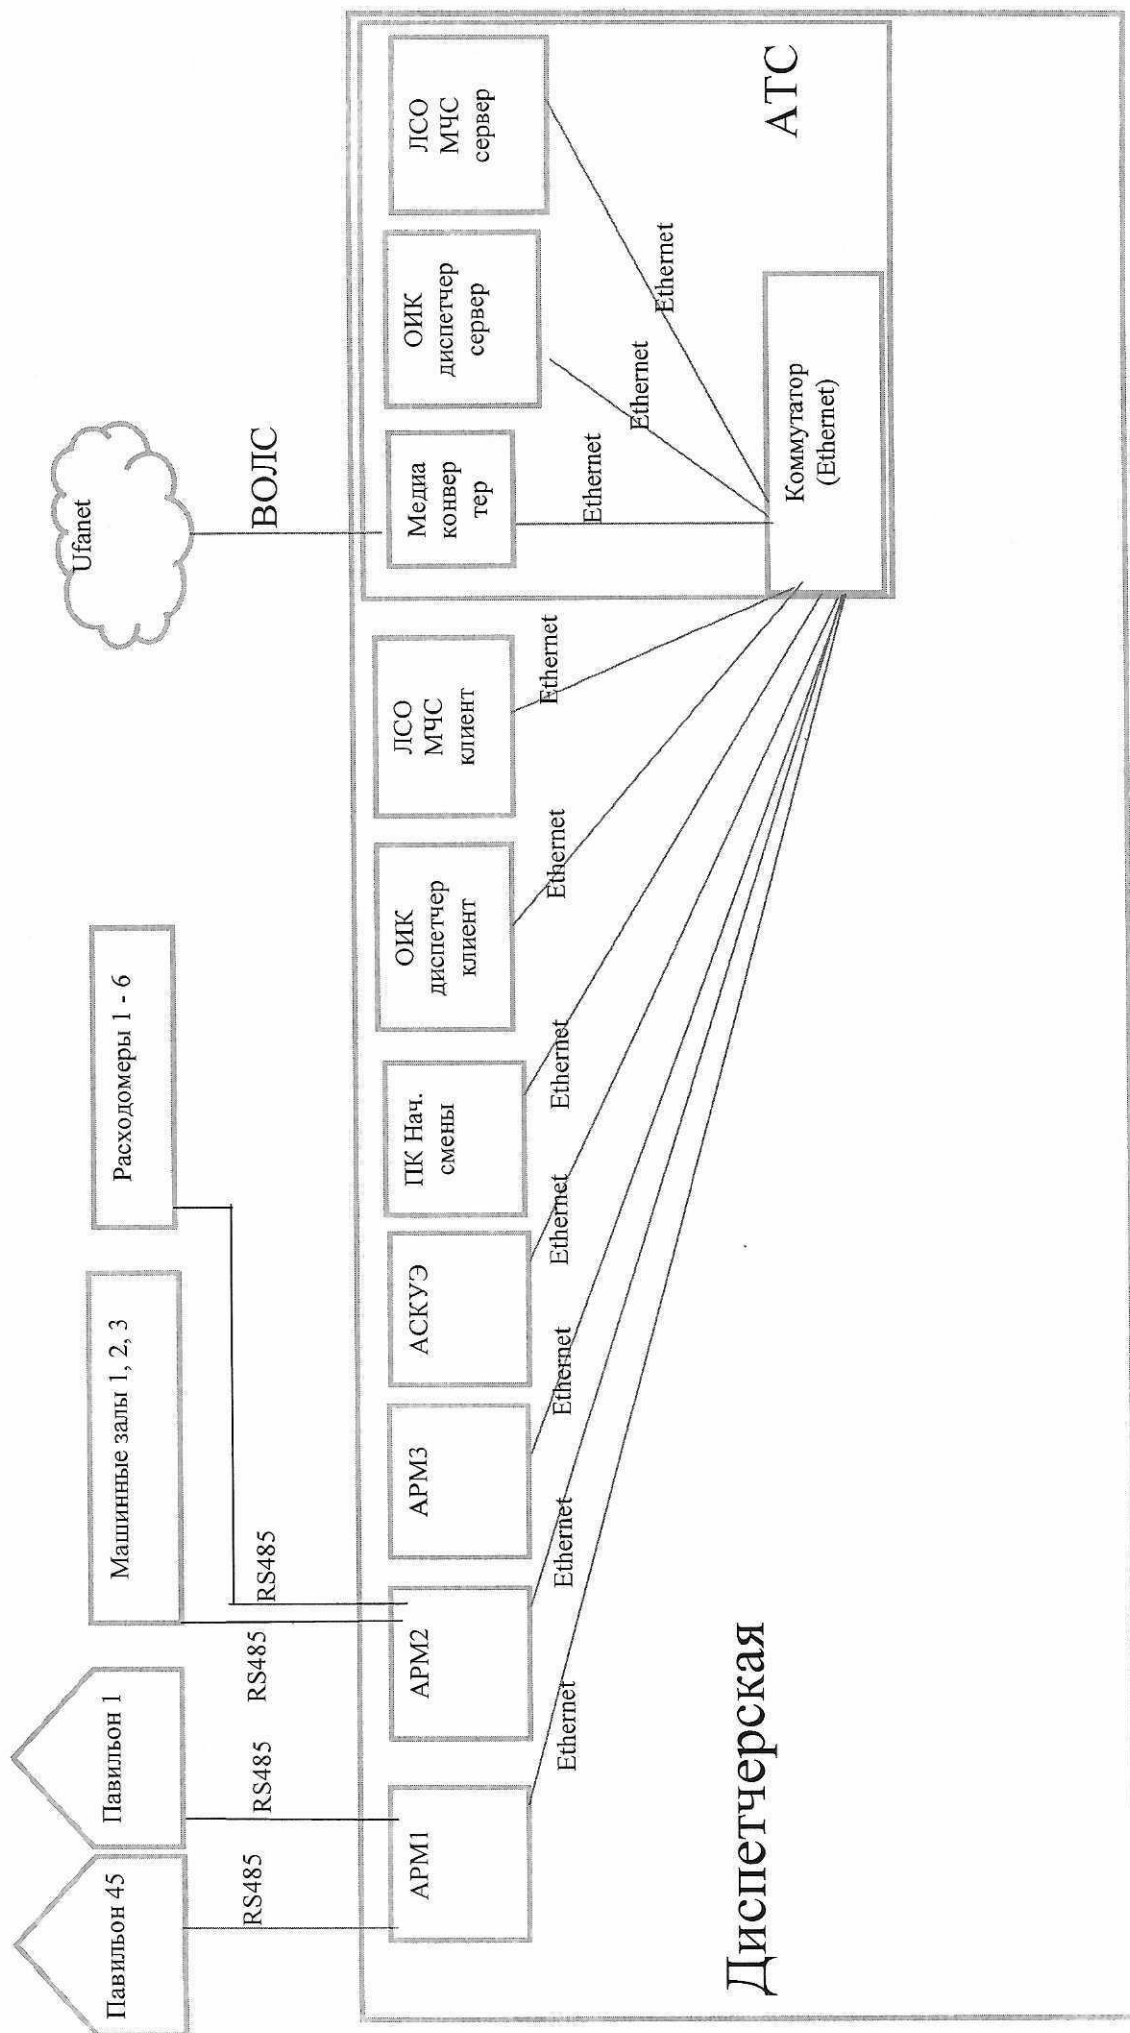 Ufanet
ВОЛС
Расходомеры 1 - 6
Машинные залы 1, 2, 3
Павильон 1
Павильон 45
RS485
RS485
RS485
RS485
АРМ1
АРМ2
АРМ3
АСКУЭ
ПК Нач.
смены
ОИК
диспетчер
клиент
ЛСО
МЧС
клиент
Медиа
конвер
тер
ОИК
диспетчер
сервер
ЛСО
МЧС
сервер
Ethernet
Ethernet
Ethernet
Ethernet
Ethernet
Ethernet
Ethernet
Ethernet
Ethernet
Ethernet
Коммутатор
(Ethernet)
АТС
Диспетчерская